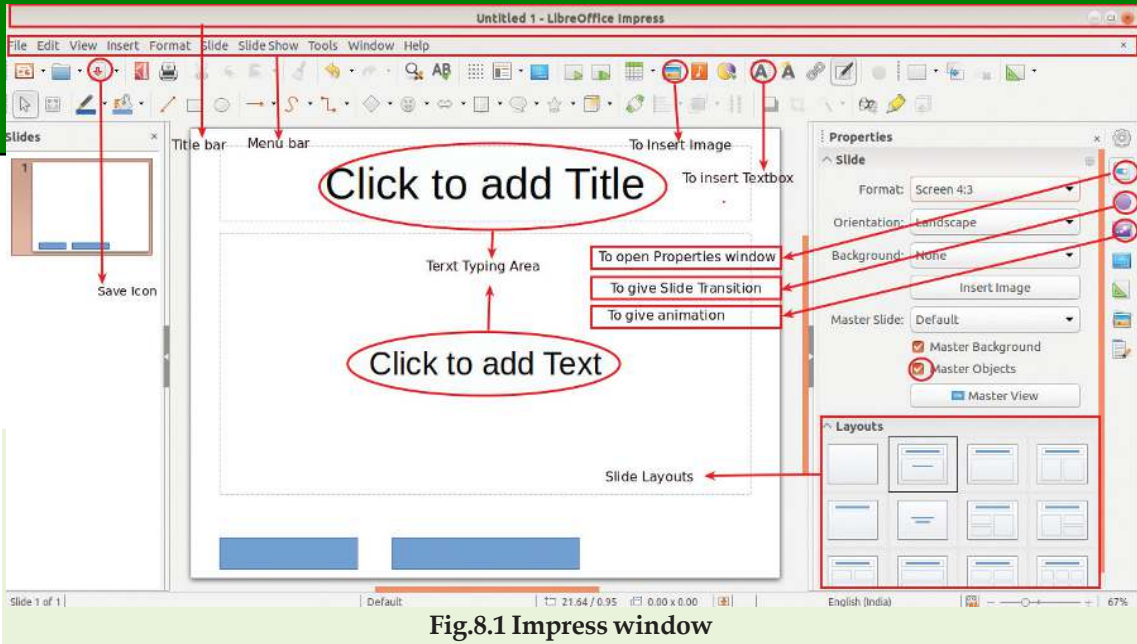 Untitled 1 - LibreOffice Impress
File Edit View Insert Format Slide Slide Show Tools Window Help
Slides
Title bar
Menu bar
To Insert Image
To insert Textbox
Properties
Slide
1
Click to add Title
Format: Screen 4:3
Orientation: Landscape
To open Properties window
Background: None
Terxt Typing Area
Save Icon
To give Slide Transition
Insert Image
To give animation
Master Slide: Default
Master Background
Click to add Text
Master Objects
Master View
Layouts
Slide Layouts
Slide 1 of 1
Default
21.64 / 0.95
0.00 x 0.00
English (India)
67%
Fig.8.1 Impress window